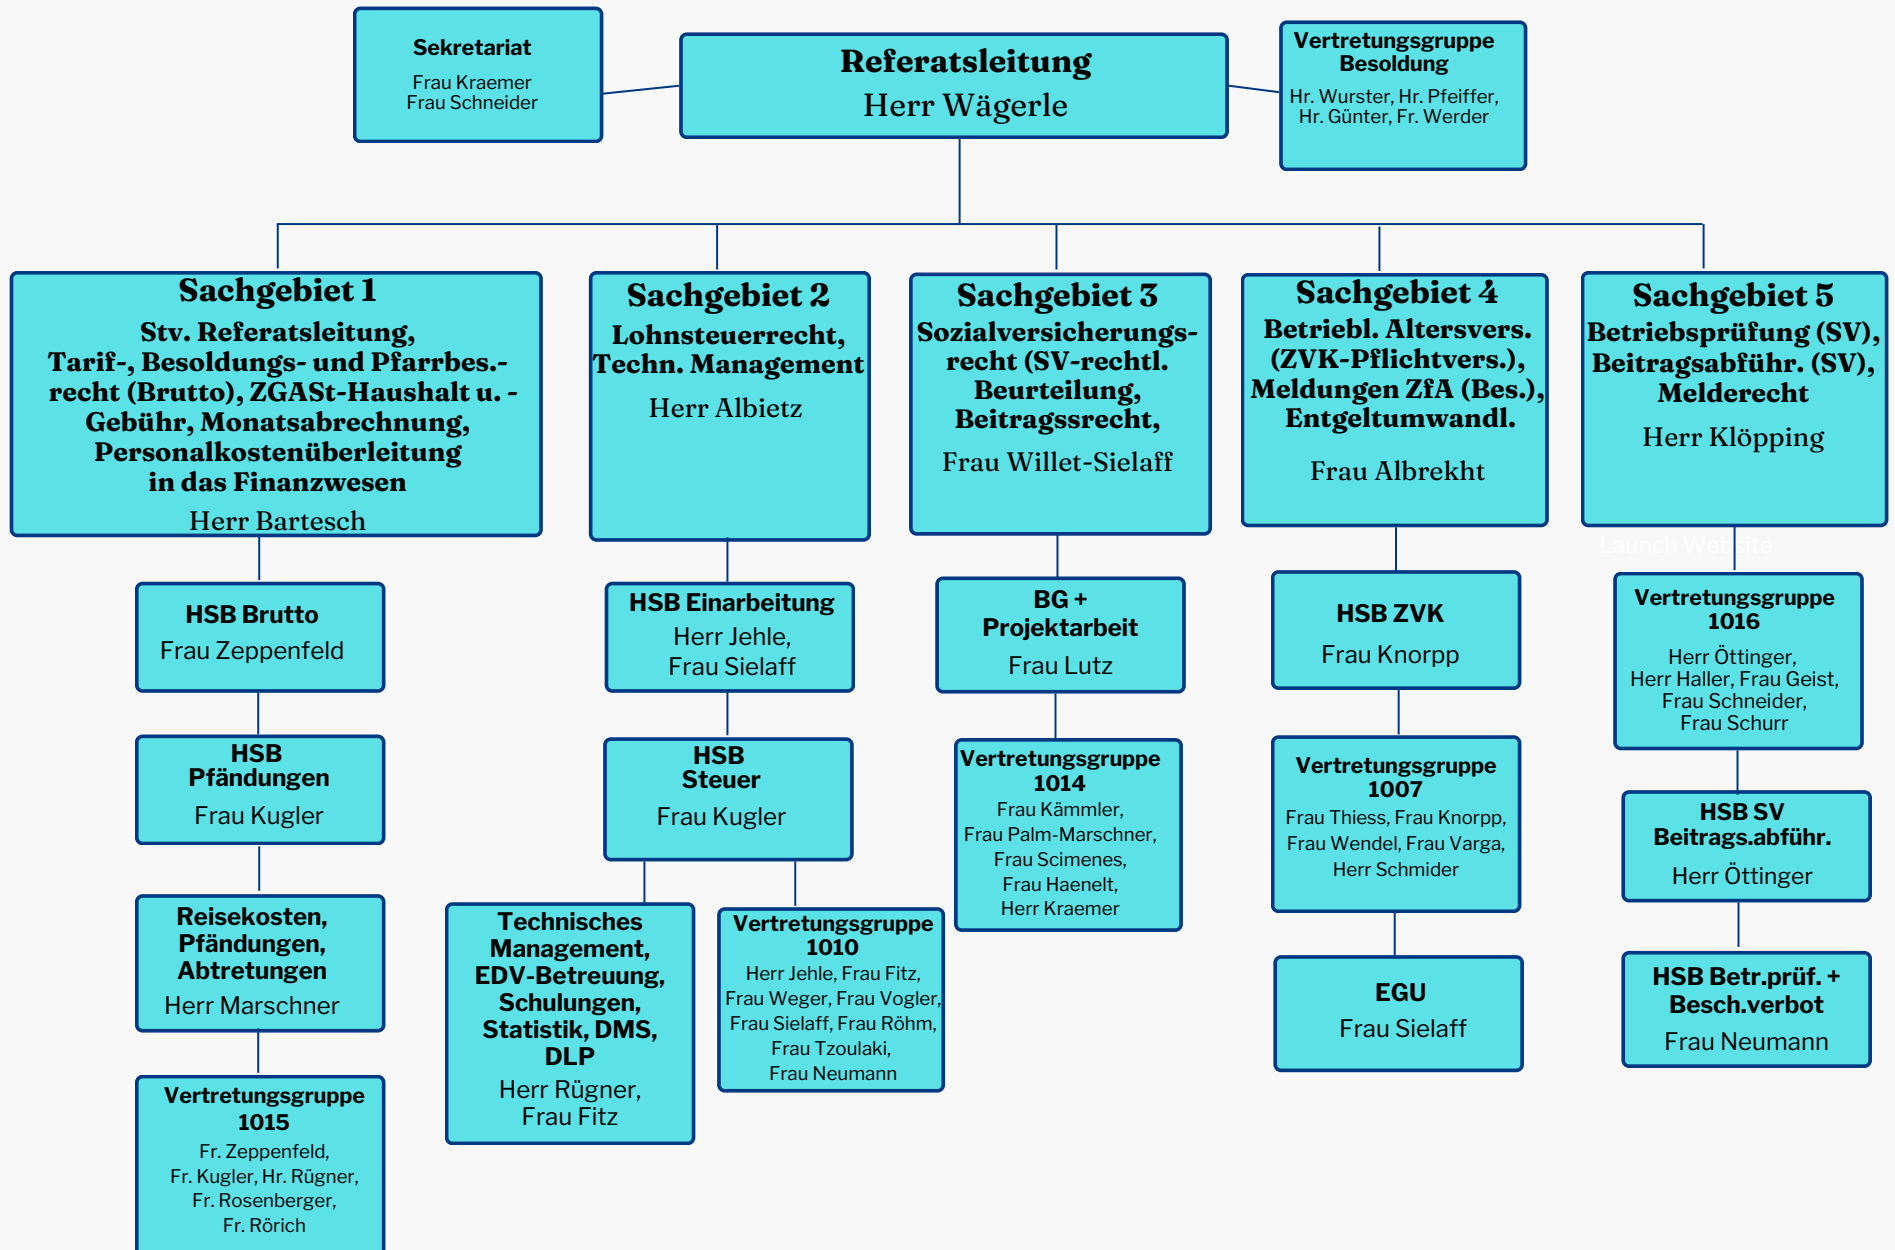 Sekretariat
Frau Kraemer
Frau Schneider
Referatsleitung
Herr Wägerle
Vertretungsgruppe
Besoldung
Hr. Wurster, Hr. Pfeiffer,
Hr. Günter, Fr. Werder
Sachgebiet 1
Stv. Referatsleitung,
Tarif-, Besoldungs- und Pfarrbes.-
recht (Brutto), ZGASt-Haushalt u. -
Gebühr, Monatsabrechnung,
Personalkostenüberleitung
in das Finanzwesen
Herr Bartesch
HSB Brutto
Frau Zeppenfeld
HSB
Pfändungen
Frau Kugler
Reisekosten,
Pfändungen,
Abtretungen
Herr Marschner
Vertretungsgruppe
1015
Fr. Zeppenfeld,
Fr. Kugler, Hr. Rügner,
Fr. Rosenberger,
Fr. Rörich
Sachgebiet 2
Lohnsteuerrecht,
Techn. Management
Herr Albietz
HSB Einarbeitung
Herr Jehle,
Frau Sielaff
HSB
Steuer
Frau Kugler
Technisches
Management,
EDV-Betreuung,
Schulungen,
Statistik, DMS,
DLP
Herr Rügner,
Frau Fitz
Vertretungsgruppe
1010
Herr Jehle, Frau Fitz,
Frau Weger, Frau Vogler,
Frau Sielaff, Frau Röhm,
Frau Tzoulaki,
Frau Neumann
Sachgebiet 3
Sozialversicherungs-
recht (SV-rechtl.
Beurteilung,
Beitragssrecht,
Frau Willet-Sielaff
BG +
Projektarbeit
Frau Lutz
Vertretungsgruppe
1014
Frau Kämmler,
Frau Palm-Marschner,
Frau Scimenes,
Frau Haenelt,
Herr Kraemer
Sachgebiet 4
Betriebl. Altersvers.
(ZVK-Pflichtvers.),
Meldungen ZfA (Bes.),
Entgeltumwandl.
Frau Albrekht
HSB ZVK
Frau Knorpp
Vertretungsgruppe
1007
Frau Thiess, Frau Knorpp,
Frau Wendel, Frau Varga,
Herr Schmider
EGU
Frau Sielaff
Sachgebiet 5
Betriebsprüfung (SV),
Beitragsabführ. (SV),
Melderecht
Herr Klöpping
Launch Website
Vertretungsgruppe
1016
Herr Öttinger,
Herr Haller, Frau Geist,
Frau Schneider,
Frau Schurr
HSB SV
Beitrags.abführ.
Herr Öttinger
HSB Betr.prüf. +
Besch.verbot
Frau Neumann